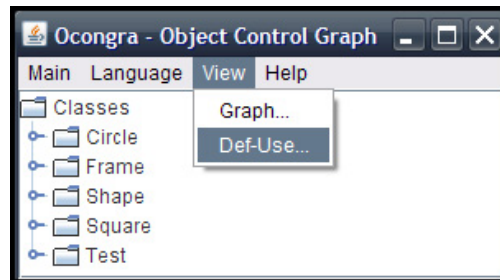 Ocongra - Object Control Graph
Main Language View Help
Classes
Graph...
Circle
Def-Use...
Frame
Shape
Square
Test